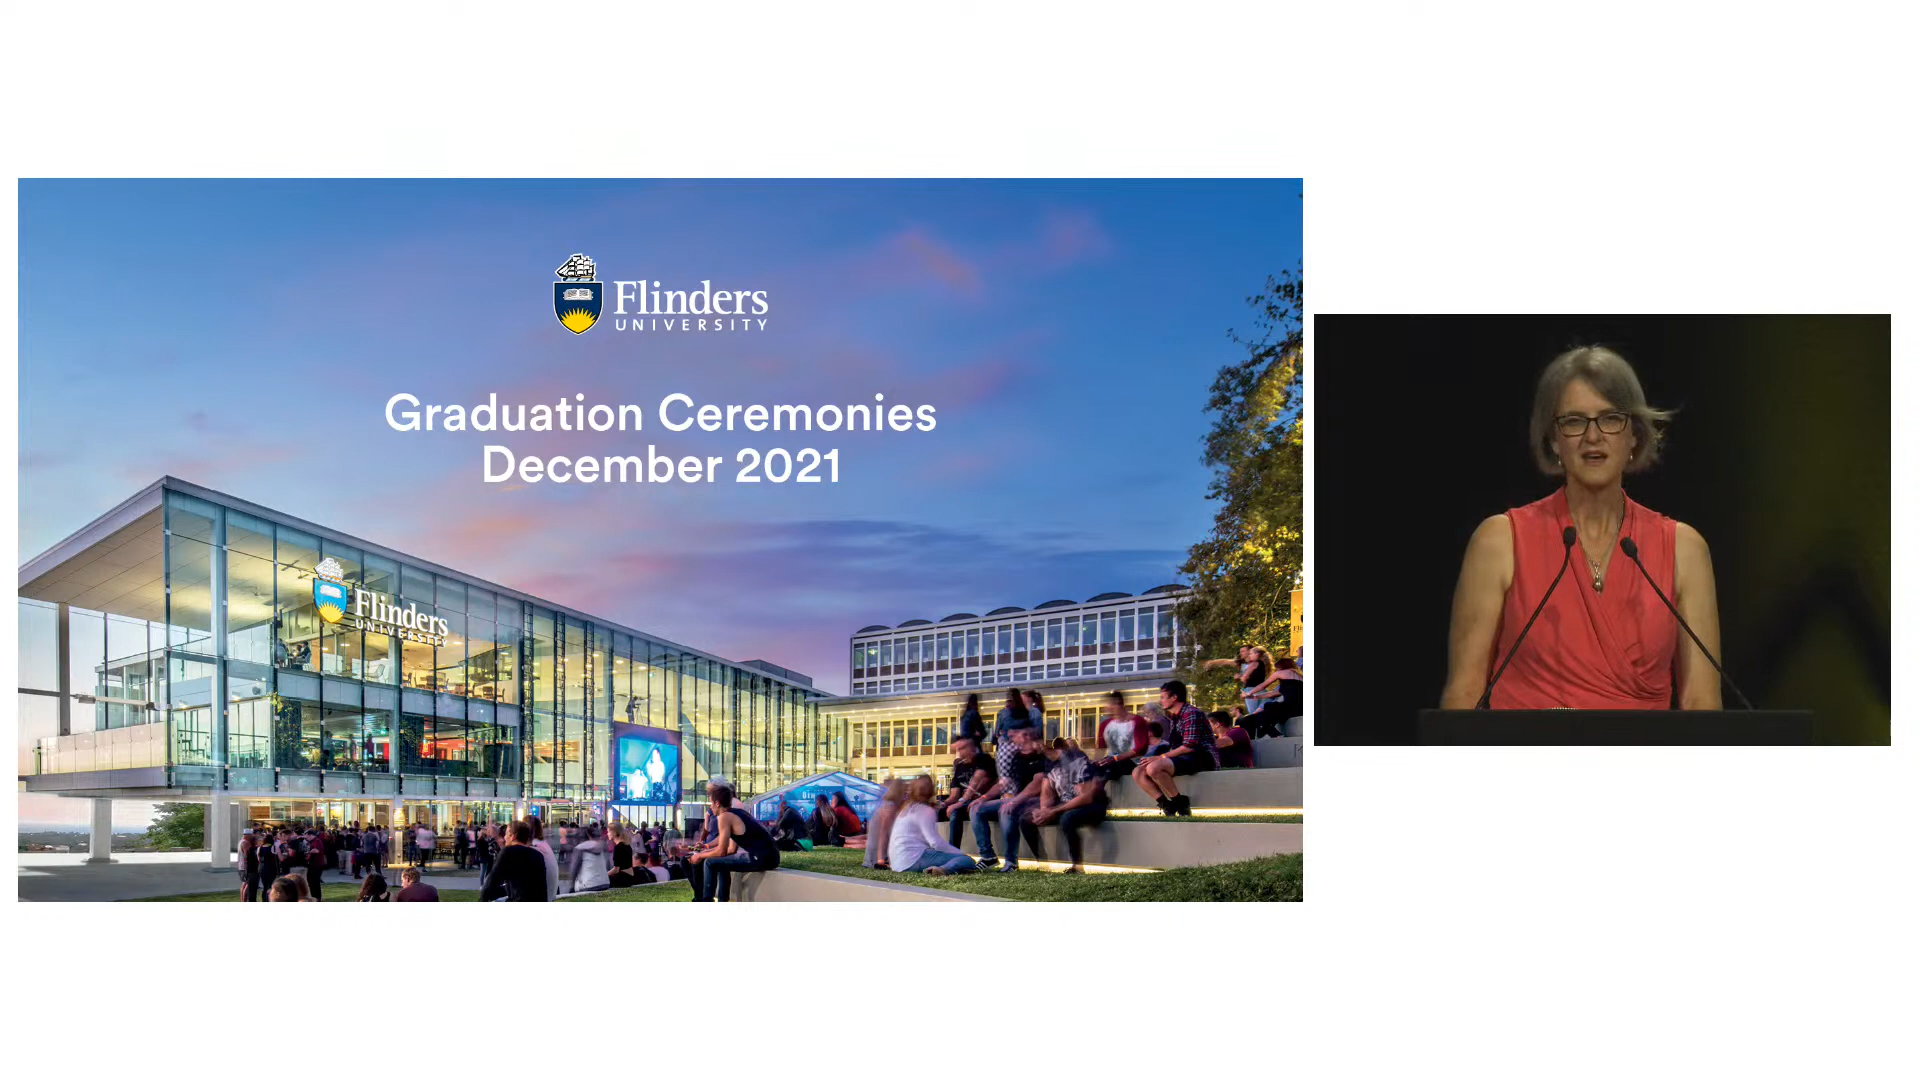 Flinders
UNIVERSITY
Graduation Ceremonies
December 2021
Flinders
UNIVERSITY